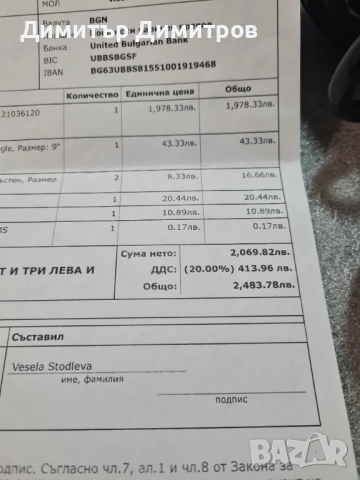 Димитър Димитров
МОЛ
Валута BGN
Банка United Bulgarian Bank
BIC UBBSBGSF
IBAN BG63UBBS81551001919468
Количество Единична цена Общо
21036120 1 1,978.33лв. 1,978.33лв.
gle, Размер: 9" 1 43.33лв. 43.33лв.
ъстен, Размер 2 8.33лв. 16.66лв.
1 20.44лв. 20.44лв.
1 10.89лв. 10.89лв.
MS 1 0.17лв. 0.17лв.
Сума нето: 2,069.82лв.
Т И ТРИ ЛЕВА И ДДС: (20.00%) 413.96 лв.
Общо: 2,483.78лв.
Съставил
Vesela Stodleva
име, фамилия
подпис
одпис. Съгласно чл.7, ал.1 и чл.8 от Закона за
bazar